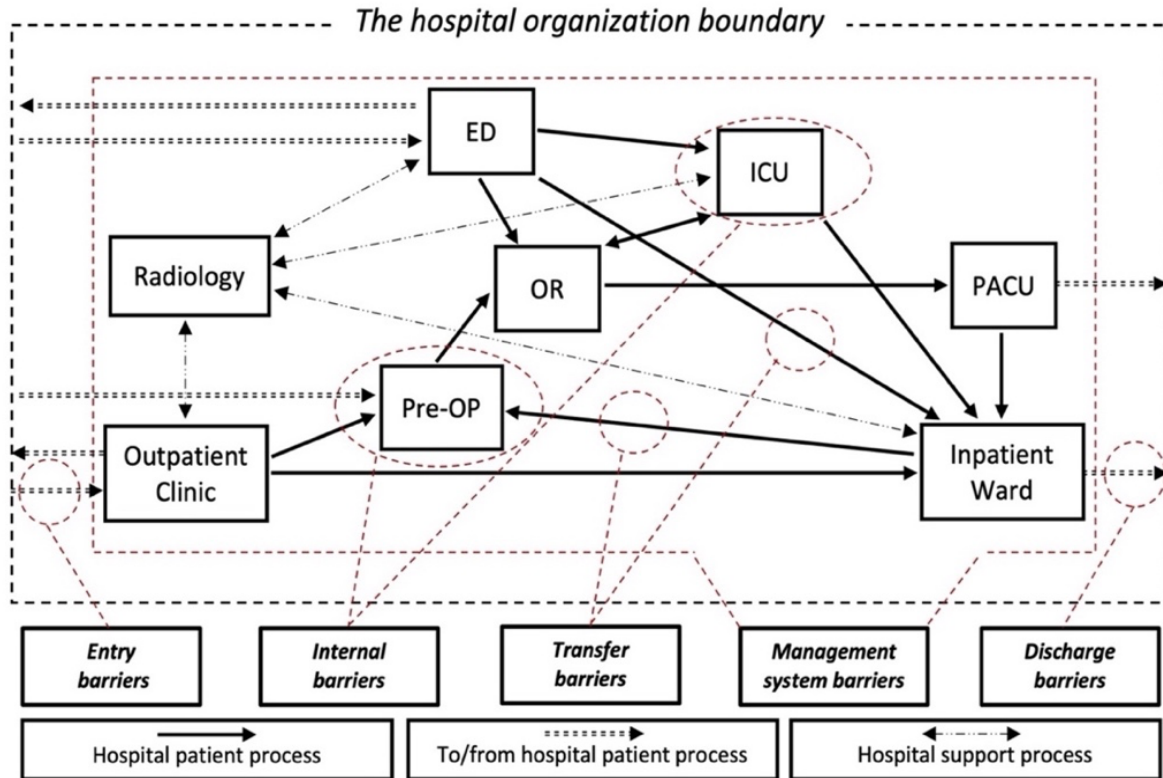 The hospital organization boundary
ED
ICU
Radiology
OR
PACU
Pre-OP
Outpatient
Clinic
Inpatient
Ward
Entry
barriers
Internal
barriers
Transfer
barriers
Management
system barriers
Discharge
barriers
Hospital patient process
To/from hospital patient process
Hospital support process